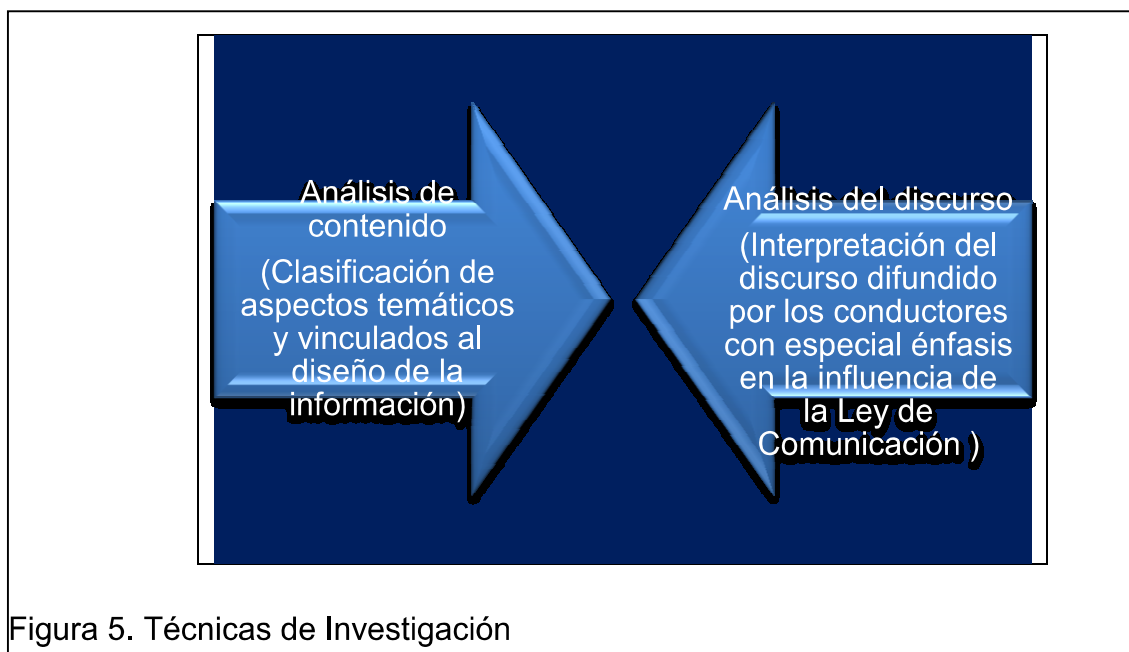 Análisis de
contenido
(Clasificación de
aspectos temáticos
y vinculados al
diseño de la
información)
Análisis del discurso
(Interpretación del
discurso difundido
por los conductores
con especial énfasis
en la influencia de
la Ley de
Comunicación )
Figura 5. Técnicas de Investigación